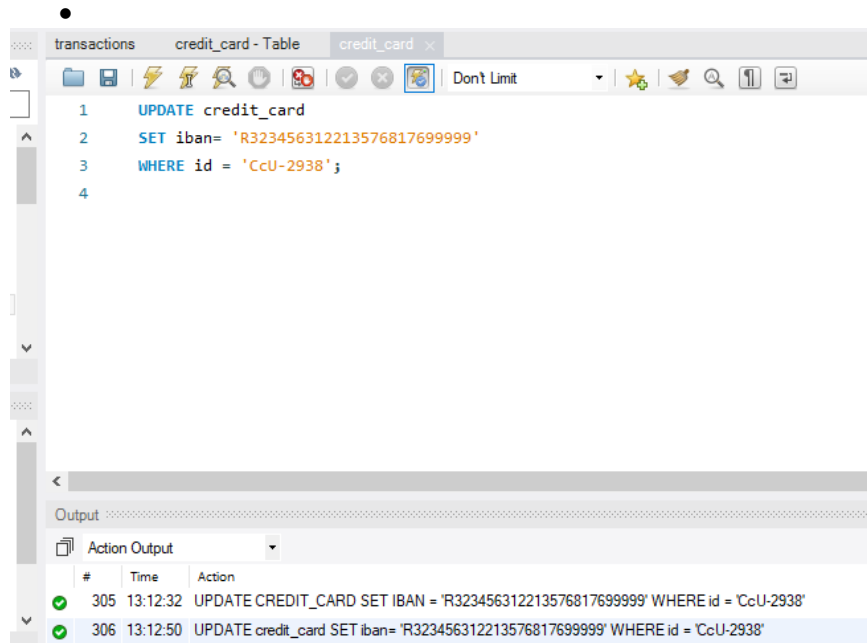 transactions credit_card - Table credit_card
Don't Limit
1 UPDATE credit_card
2 SET iban= 'R323456312213576817699999'
3 WHERE id = 'CcU-2938';
4
Output
Action Output
# Time Action
305 13:12:32 UPDATE CREDIT_CARD SET IBAN = 'R323456312213576817699999' WHERE id = 'CcU-2938'
306 13:12:50 UPDATE credit_card SET iban= 'R323456312213576817699999' WHERE id = 'CcU-2938'